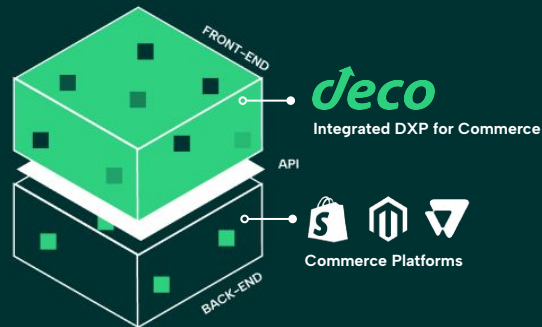 FRONT-END
deco
Integrated DXP for Commerce
API
S
Commerce Platforms
BACK-END